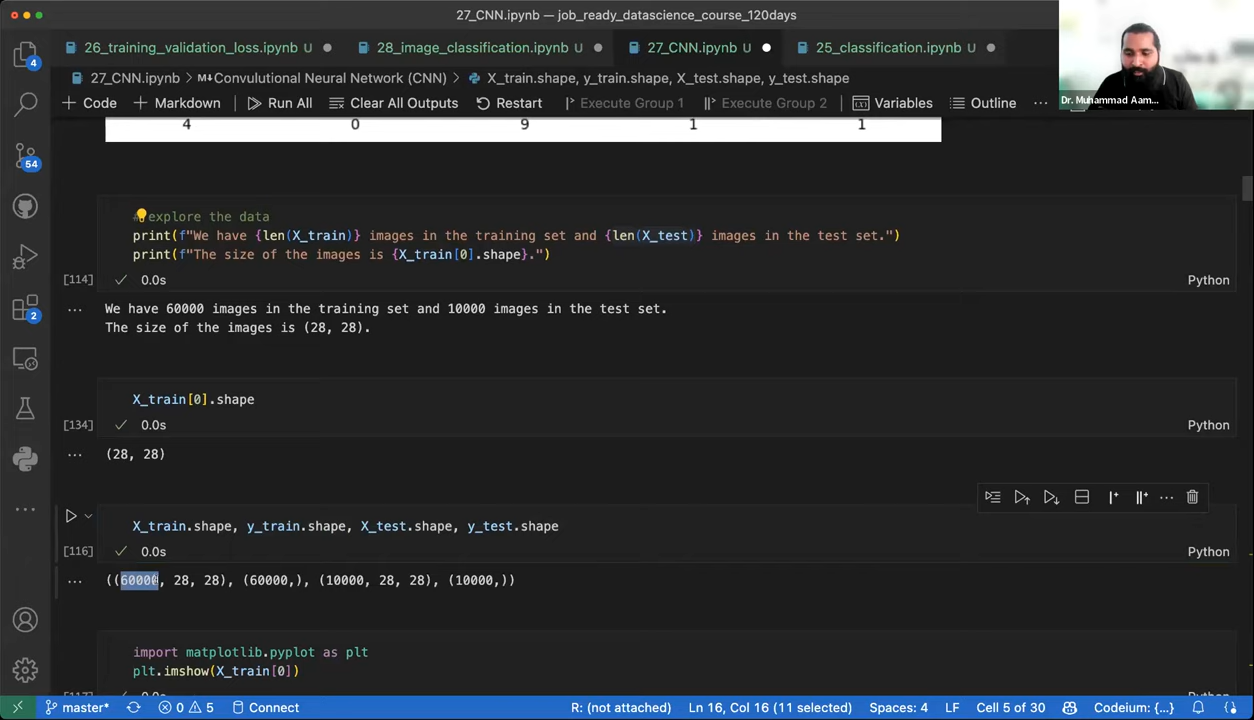 27_CNN.ipynb — job_ready_datascience_course_120days
26_training_validation_loss.ipynb U 28_image_classification.ipynb U 27_CNN.ipynb U 25_classification.ipynb U
27_CNN.ipynb > M↓Convulutional Neural Network (CNN) > X_train.shape, y_train.shape, X_test.shape, y_test.shape
Dr. Muhammad Aam...
+ Code + Markdown Run All Clear All Outputs Restart Execute Group 1 Execute Group 2 Variables Outline ...
4 0 9 1 1
4
54
2
# explore the data
print(f"We have {len(X_train)} images in the training set and {len(X_test)} images in the test set.")
print(f"The size of the images is {X_train[0].shape}.")
[114] 0.0s Python
... We have 60000 images in the training set and 10000 images in the test set.
The size of the images is (28, 28).
X_train[0].shape
[134] 0.0s Python
... (28, 28)
X_train.shape, y_train.shape, X_test.shape, y_test.shape
[116] 0.0s Python
... ((60000, 28, 28), (60000,), (10000, 28, 28), (10000,))
import matplotlib.pyplot as plt
plt.imshow(X_train[0])
[117] 0.0s Python
master* 0 5 Connect R: (not attached) Ln 16, Col 16 (11 selected) Spaces: 4 LF Cell 5 of 30 Codeium: {...}